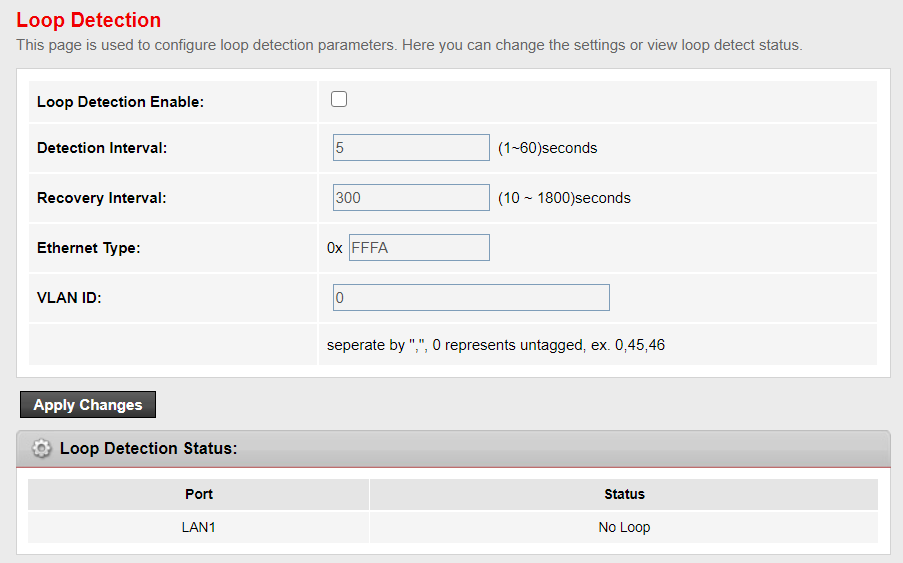 Loop Detection
This page is used to configure loop detection parameters. Here you can change the settings or view loop detect status.
Loop Detection Enable:
Detection Interval: 5 (1~60)seconds
Recovery Interval: 300 (10 ~ 1800)seconds
Ethernet Type: 0x FFFA
VLAN ID: 0
seperate by ",", 0 represents untagged, ex. 0,45,46
Apply Changes
Loop Detection Status:
Port Status
LAN1 No Loop